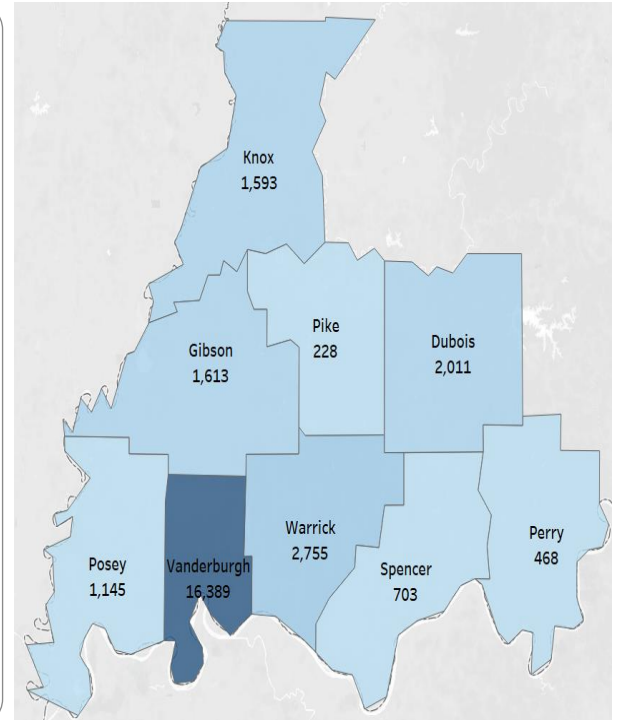 Knox
1,593
Pike
228
Dubois
2,011
Gibson
1,613
Warrick
2,755
Perry
468
Posey
1,145
Vanderburgh
16,389
Spencer
703